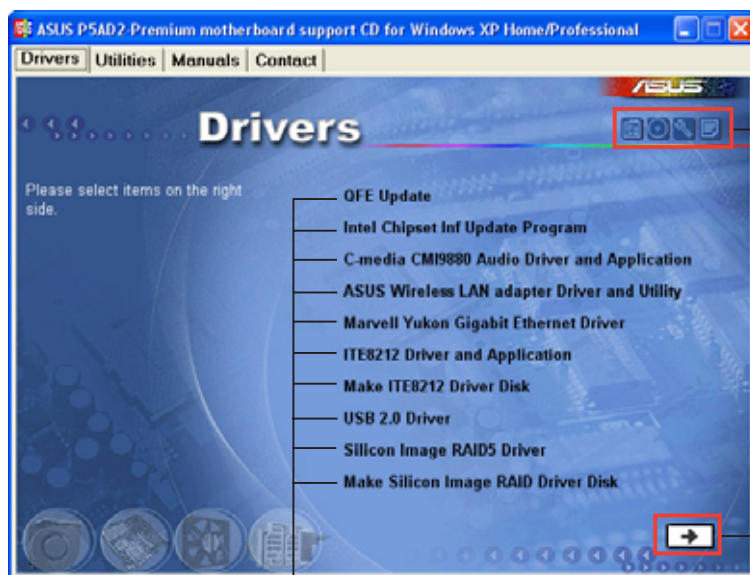 ASUS P5AD2-Premium motherboard support CD for Windows XP Home/Professional
Drivers Utilities Manuals Contact
ASUS
Drivers
Please select items on the right
side.
QFE Update
Intel Chipset Inf Update Program
C-media CMI9880 Audio Driver and Application
ASUS Wireless LAN adapter Driver and Utility
Marvell Yukon Gigabit Ethernet Driver
ITE8212 Driver and Application
Make ITE8212 Driver Disk
USB 2.0 Driver
Silicon Image RAID5 Driver
Make Silicon Image RAID Driver Disk